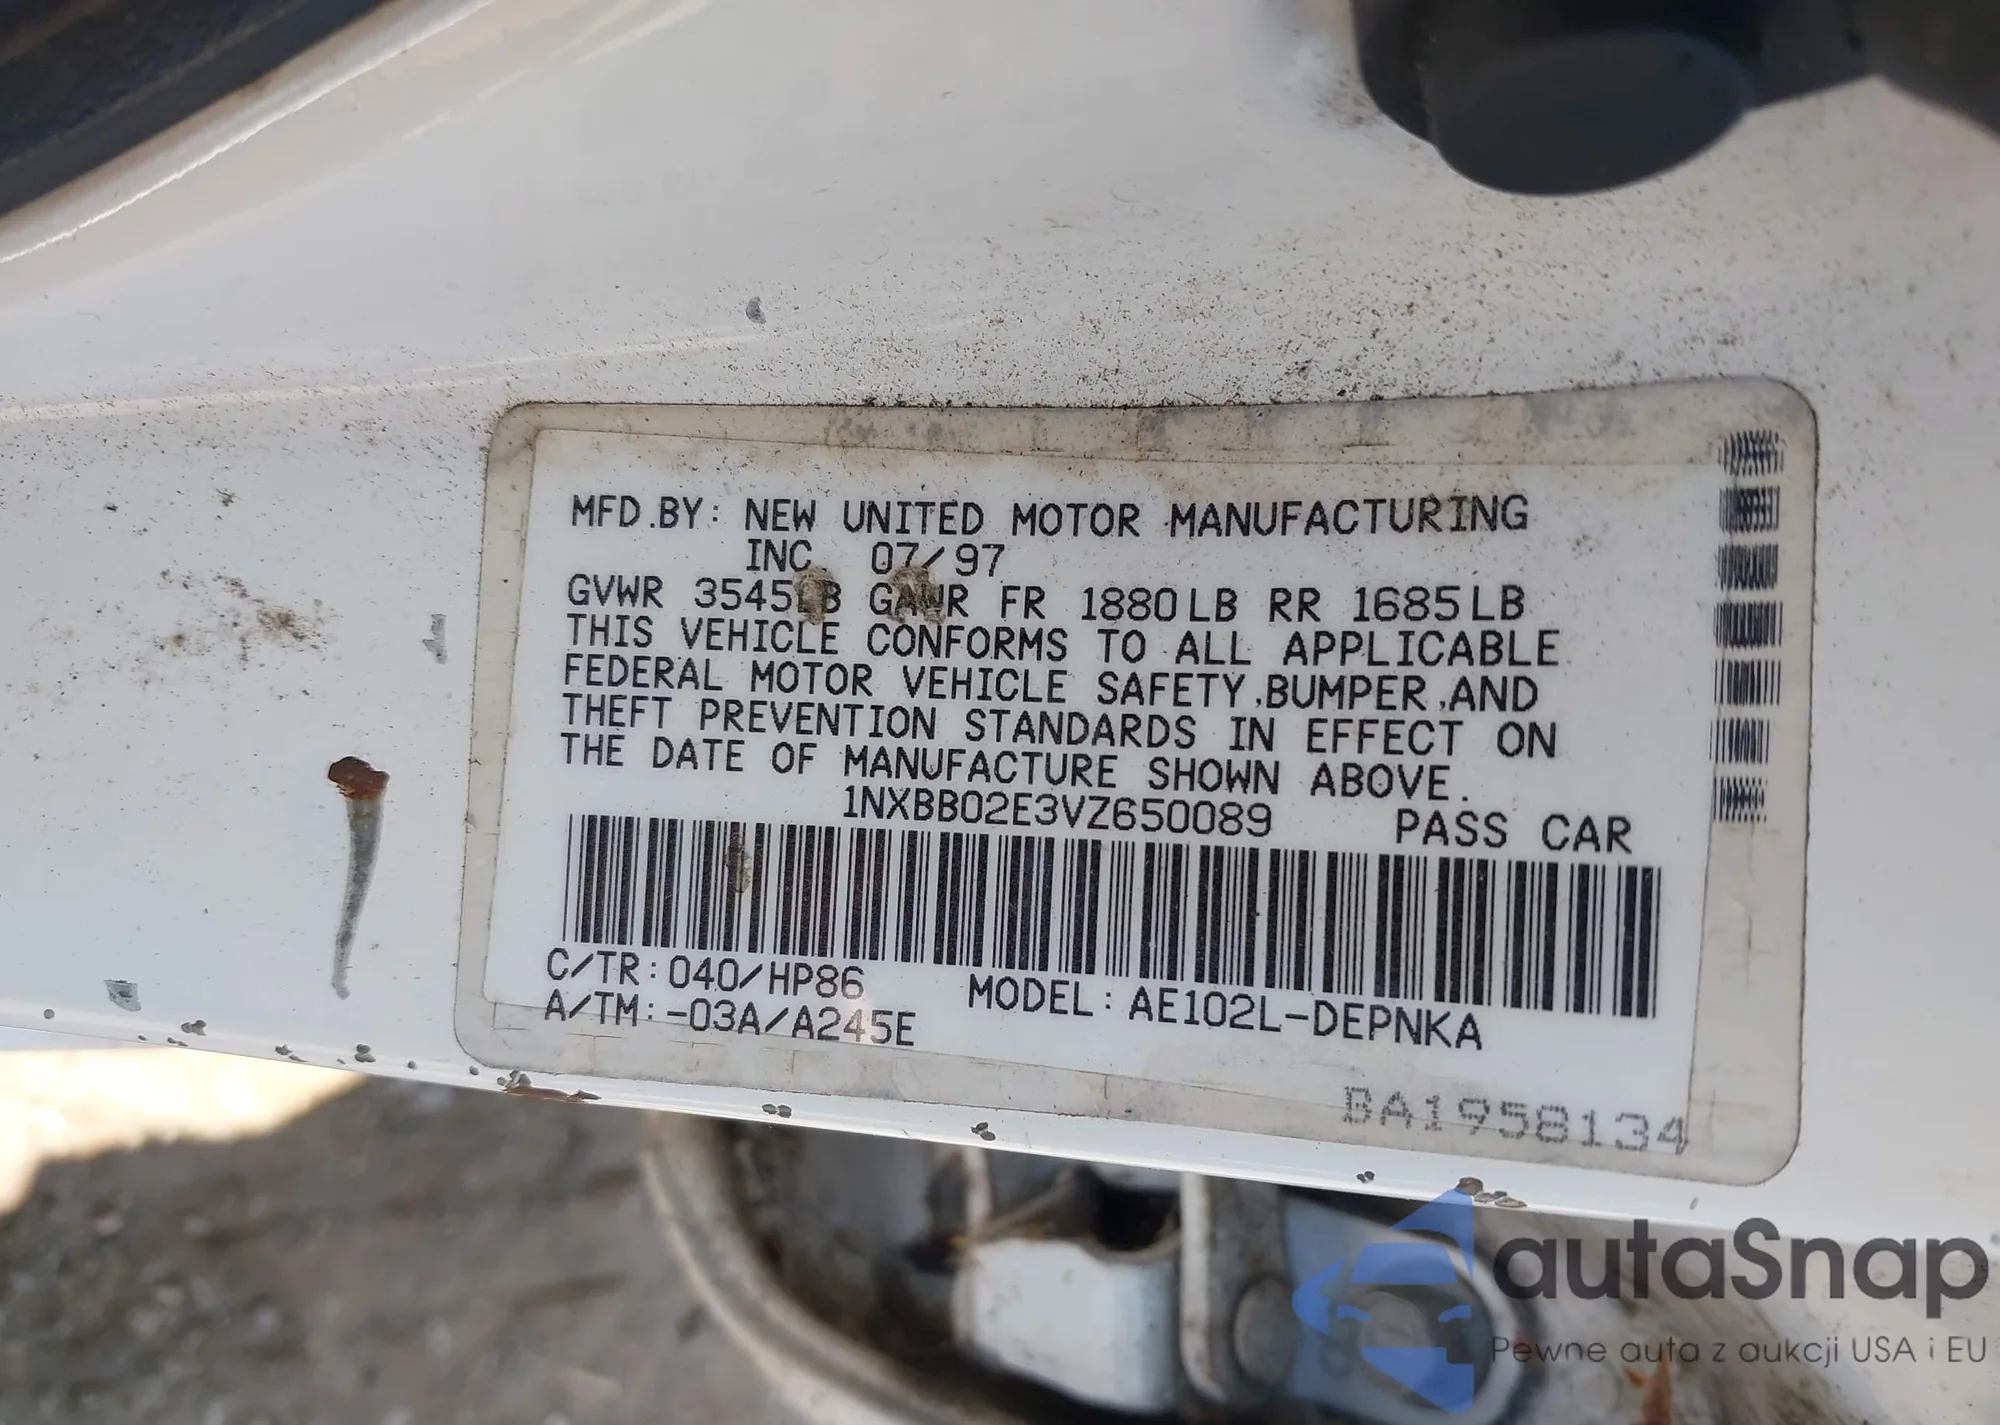 MFD.BY: NEW UNITED MOTOR MANUFACTURING
INC 07/97
GVWR 3545LB GAWR FR 1880LB RR 1685LB
THIS VEHICLE CONFORMS TO ALL APPLICABLE
FEDERAL MOTOR VEHICLE SAFETY,BUMPER,AND
THEFT PREVENTION STANDARDS IN EFFECT ON
THE DATE OF MANUFACTURE SHOWN ABOVE.
1NXBB02E3VZ650089 PASS CAR
C/TR:040/HP86 MODEL:AE102L-DEPNKA
A/TM:-03A/A245E
BA1958134
autaSnap
Pewne auta z aukcji USA i EU